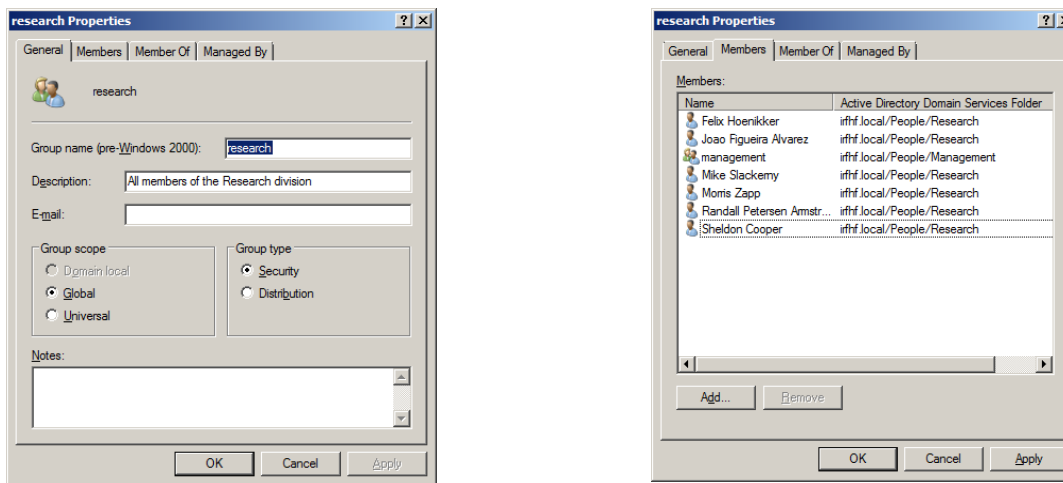 research Properties
General Members Member Of Managed By
research
Group name (pre-Windows 2000): research
Description: All members of the Research division
E-mail:
Group scope
Domain local
Global
Universal
Group type
Security
Distribution
Notes:
OK Cancel Apply
research Properties
General Members Member Of Managed By
Members:
Name Active Directory Domain Services Folder
Felix Hoenikker irfhf.local/People/Research
Joao Figueira Alvarez irfhf.local/People/Research
management irfhf.local/People/Management
Mike Slackerny irfhf.local/People/Research
Morris Zapp irfhf.local/People/Research
Randall Petersen Armstr... irfhf.local/People/Research
Sheldon Cooper irfhf.local/People/Research
Add... Remove
OK Cancel Apply